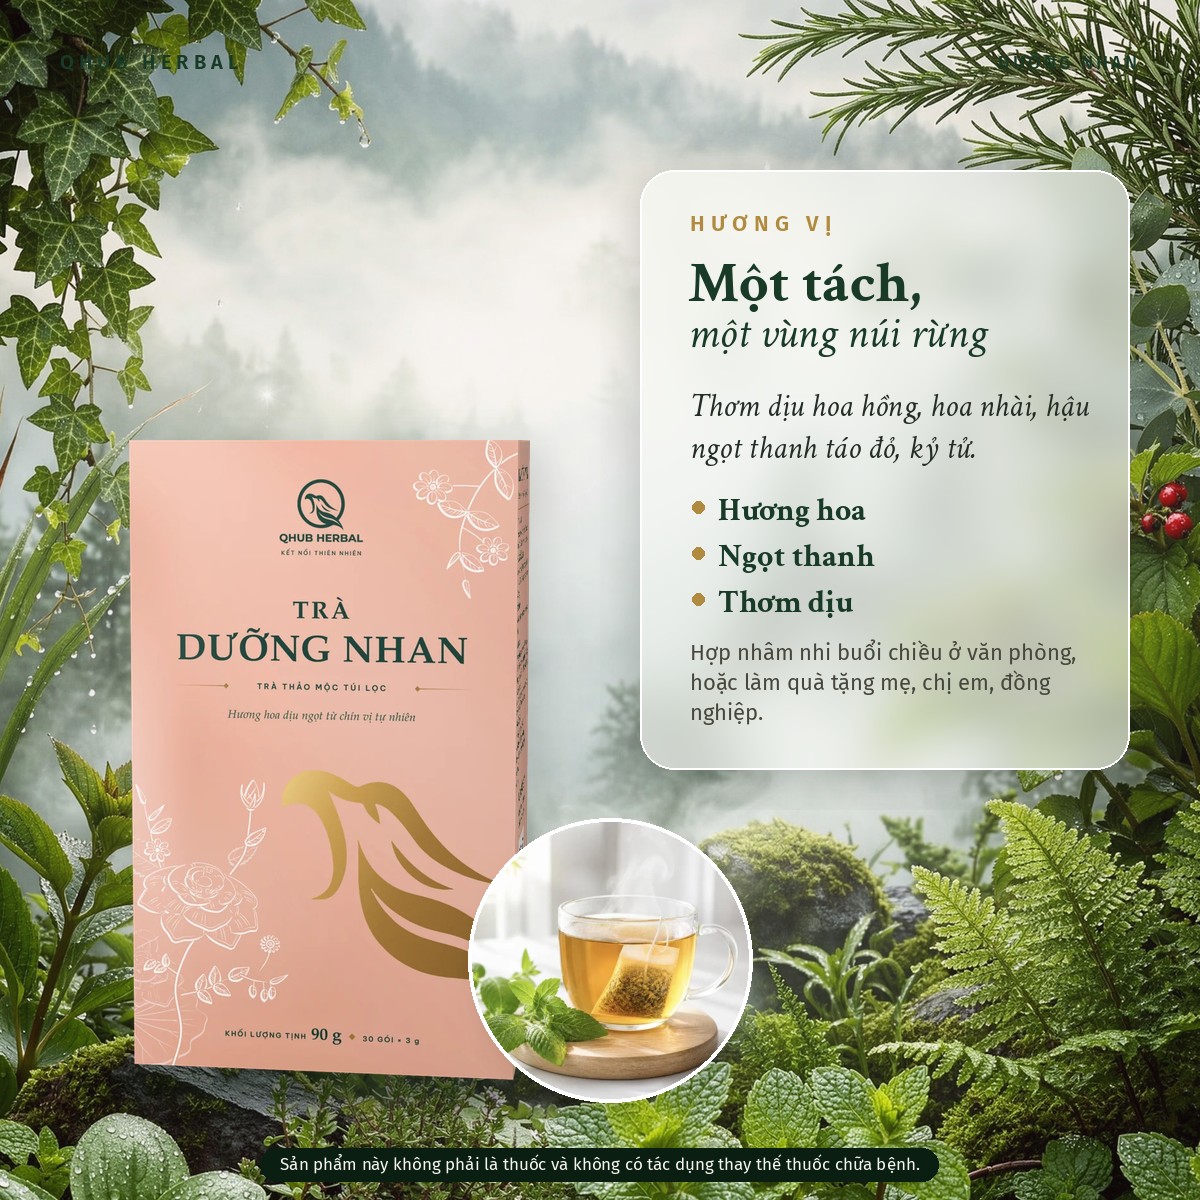 QHUB HERBAL
DƯỠNG NHAN
HƯƠNG VỊ
Một tách,
một vùng núi rừng
Thơm dịu hoa hồng, hoa nhài, hậu
ngọt thanh táo đỏ, kỷ tử.
Hương hoa
Ngọt thanh
Thơm dịu
Hợp nhâm nhi buổi chiều ở văn phòng,
hoặc làm quà tặng mẹ, chị em, đồng
nghiệp.
QHUB HERBAL
KẾT NỐI THIÊN NHIÊN
TRÀ
DƯỠNG NHAN
TRÀ THẢO MỘC TÚI LỌC
Hương hoa dịu ngọt từ chín vị tự nhiên
KHỐI LƯỢNG TỊNH 90 g ◆ 30 GÓI × 3 g
Sản phẩm này không phải là thuốc và không có tác dụng thay thế thuốc chữa bệnh.